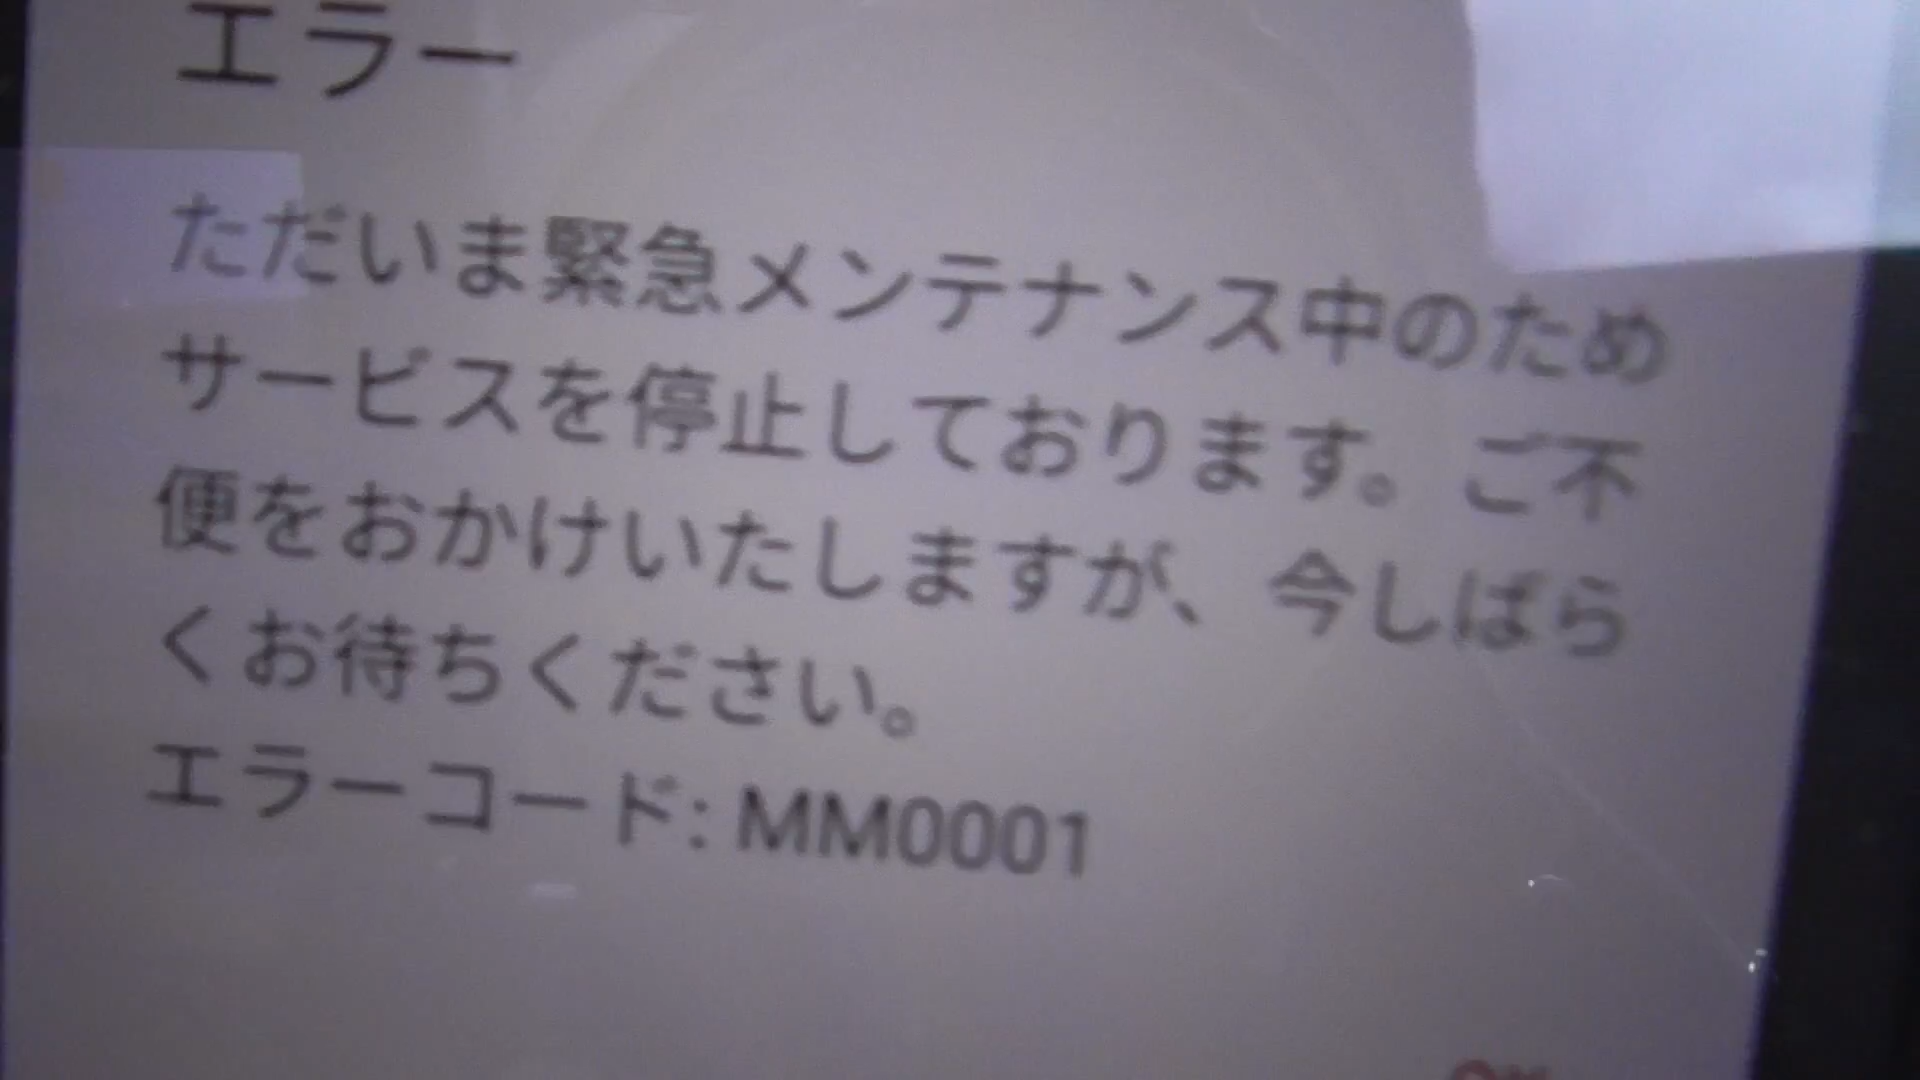 エラー
ただいま緊急メンテナンス中のため
サービスを停止しております。ご不
便をおかけいたしますが、今しばら
くお待ちください。
エラーコード: MM0001